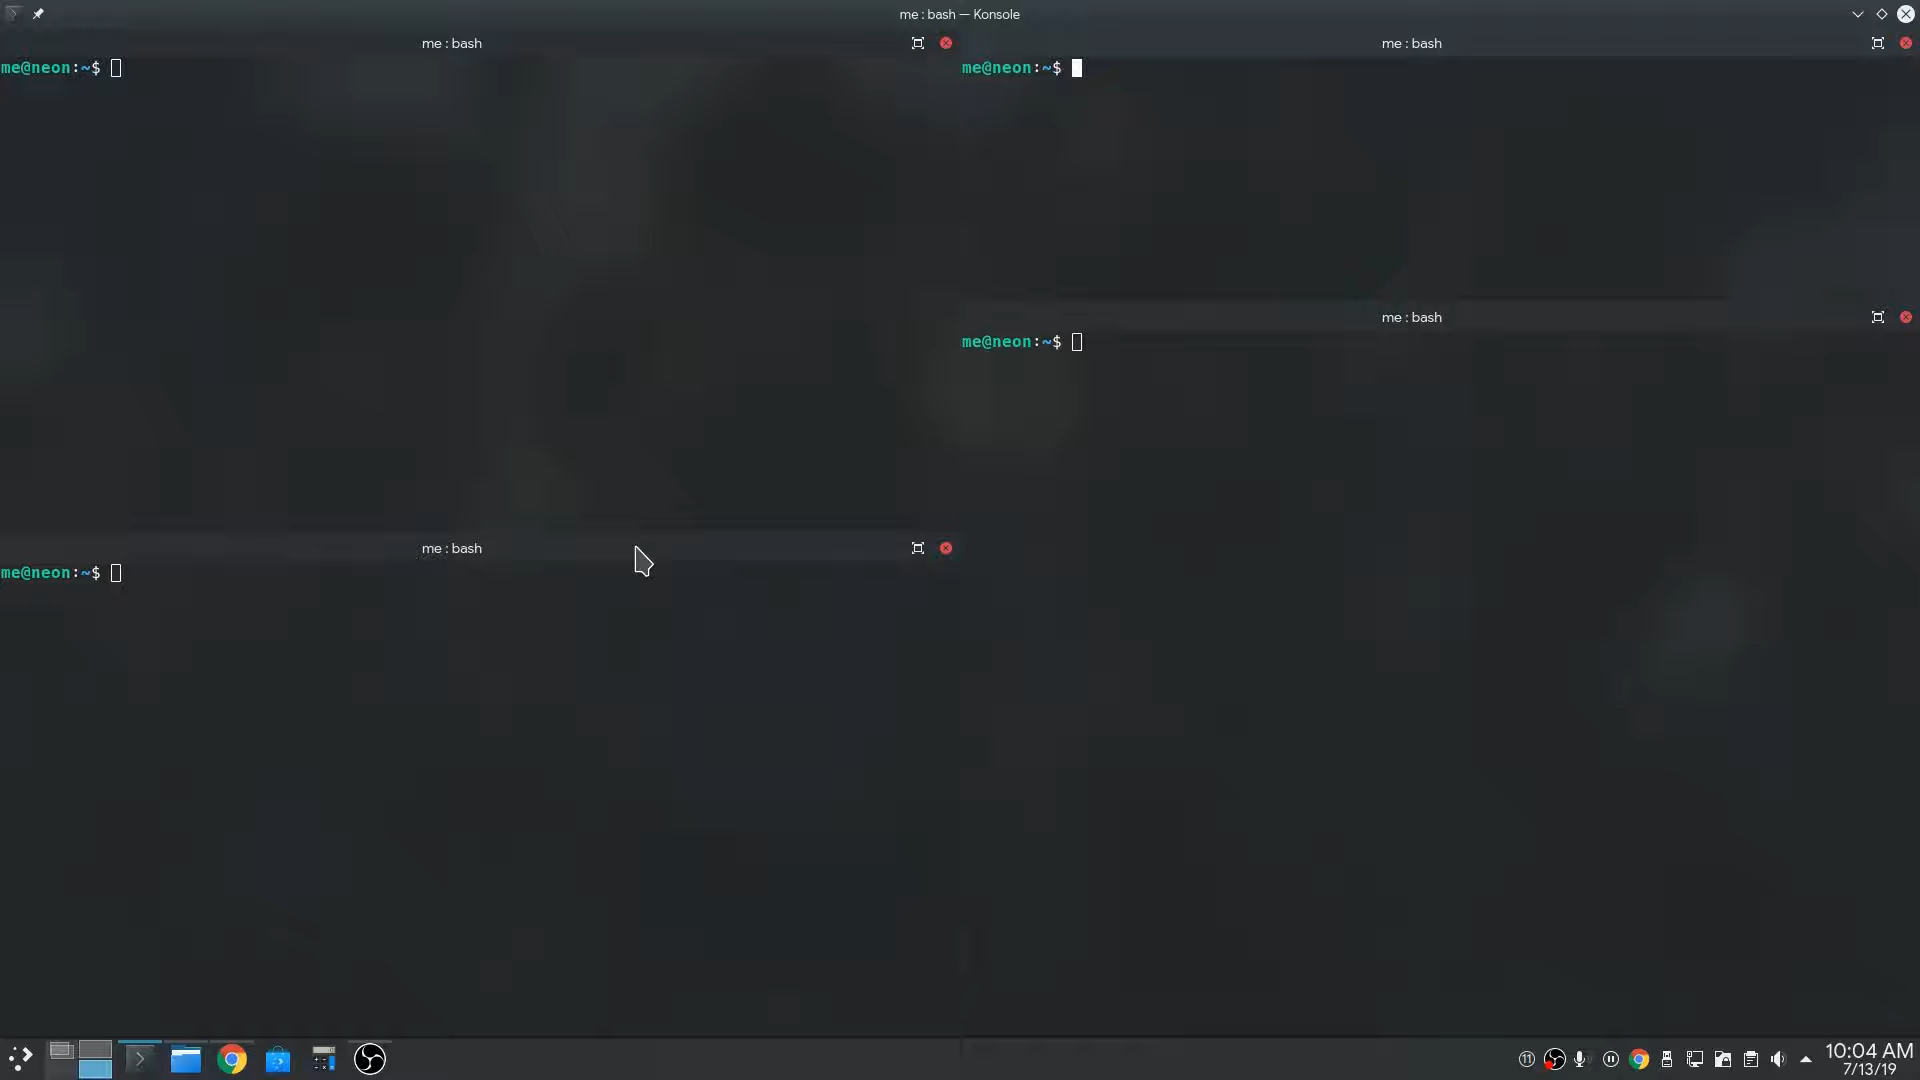 me : bash — Konsole
me : bash
me@neon:~$
me : bash
me@neon:~$
me : bash
me@neon:~$
me : bash
me@neon:~$
11
10:04 AM
7/13/19